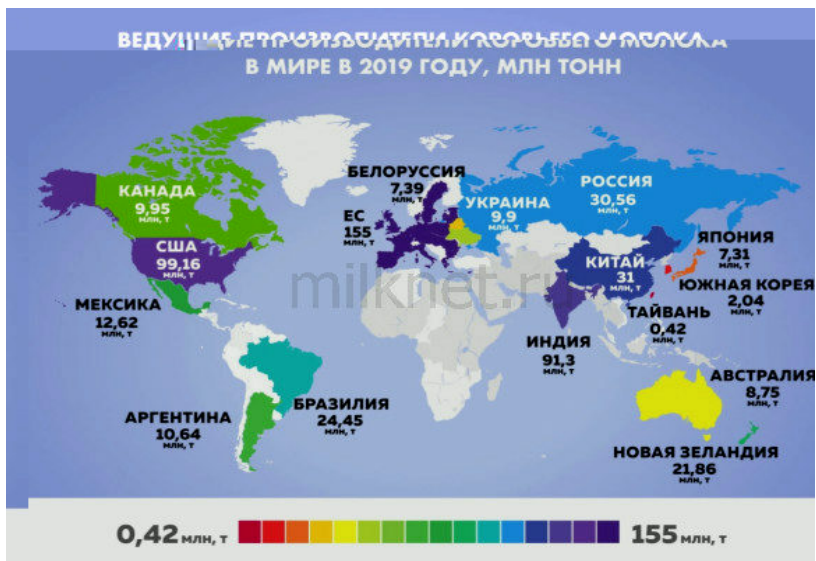 ВЕДУЩИЕ ПРОИЗВОДИТЕЛИ КОРОВЬЕГО МОЛОКА
В МИРЕ В 2019 ГОДУ, МЛН ТОНН
БЕЛОРУССИЯ
7,39
млн, т
КАНАДА
9,95
млн, т
УКРАИНА
9,9
млн, т
РОССИЯ
30,56
млн, т
ЕС
155
млн, т
США
99,16
млн, т
КИТАЙ
31
млн, т
ЯПОНИЯ
7,31
млн, т
ЮЖНАЯ КОРЕЯ
2,04
млн, т
milknet.ru
МЕКСИКА
12,62
млн, т
ТАЙВАНЬ
0,42
млн, т
ИНДИЯ
91,3
млн, т
АВСТРАЛИЯ
8,75
млн, т
БРАЗИЛИЯ
24,45
млн, т
АРГЕНТИНА
10,64
млн, т
НОВАЯ ЗЕЛАНДИЯ
21,86
млн, т
0,42 млн, т
155 млн, т